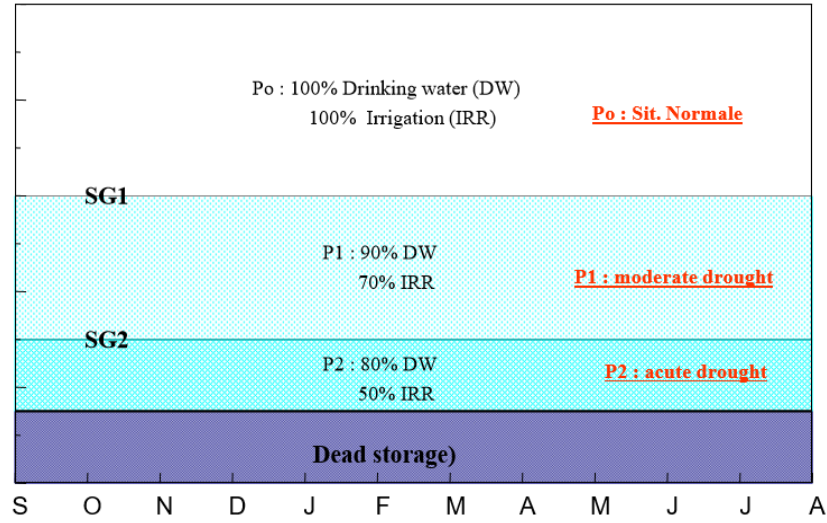 Po : 100% Drinking water (DW)
100% Irrigation (IRR)
Po : Sit. Normale
SG1
P1 : 90% DW
70% IRR
P1 : moderate drought
SG2
P2 : 80% DW
50% IRR
P2 : acute drought
Dead storage)
S O N D J F M A M J J A